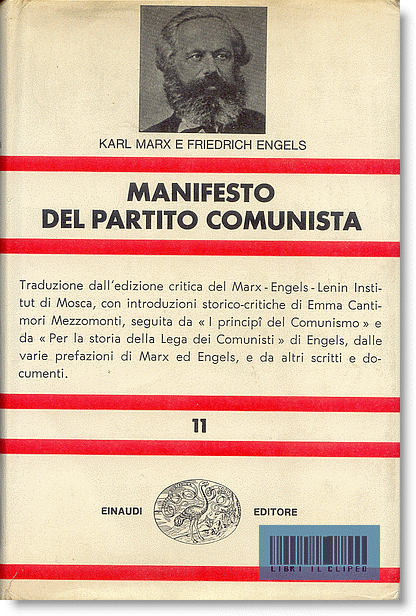 KARL MARX E FRIEDRICH ENGELS
MANIFESTO
DEL PARTITO COMUNISTA
Traduzione dall'edizione critica del Marx-Engels-Lenin Insti-
tut di Mosca, con introduzioni storico-critiche di Emma Canti-
mori Mezzomonti, seguita da « I principî del Comunismo » e
da « Per la storia della Lega dei Comunisti » di Engels, dalle
varie prefazioni di Marx ed Engels, e da altri scritti e do-
cumenti.
11
EINAUDI EDITORE
LIBRI IL CLIPEO